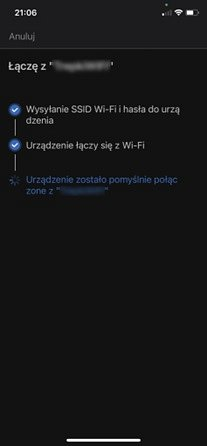 21:06
Anuluj
Łączę z "
Wysyłanie SSID Wi-Fi i hasła do urzą
dzenia
Urządzenie łączy się z Wi-Fi
Urządzenie zostało pomyślnie połąc
zone z "